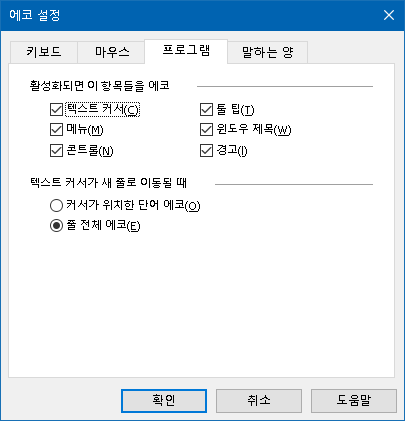 에코 설정
키보드 마우스 프로그램 말하는 양
활성화되면 이 항목들을 에코
텍스트 커서(C) 툴 팁(T)
메뉴(M) 윈도우 제목(W)
콘트롤(N) 경고(I)
텍스트 커서가 새 줄로 이동될 때
커서가 위치한 단어 에코(O)
줄 전체 에코(E)
확인 취소 도움말